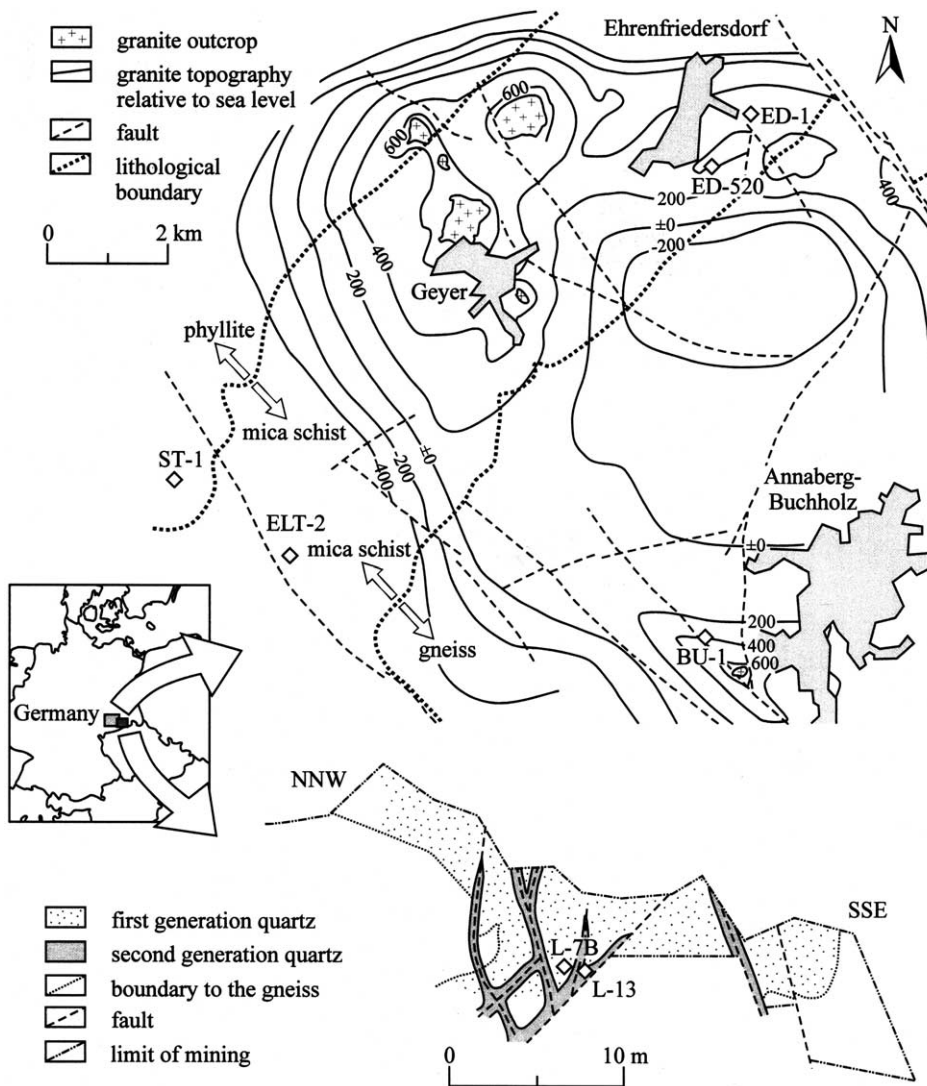 granite outcrop
granite topography
relative to sea level
fault
lithological
boundary
0 2 km
Ehrenfriedersdorf
N
ED-1
ED-520
600
600
400
200
±0
-200
400
200
Geyer
phyllite
mica schist
ST-1
ELT-2
mica schist
gneiss
±0
-200
-400
Annaberg-
Buchholz
±0
200
400
600
BU-1
Germany
NNW
SSE
L-7B
L-13
first generation quartz
second generation quartz
boundary to the gneiss
fault
limit of mining
0 10 m